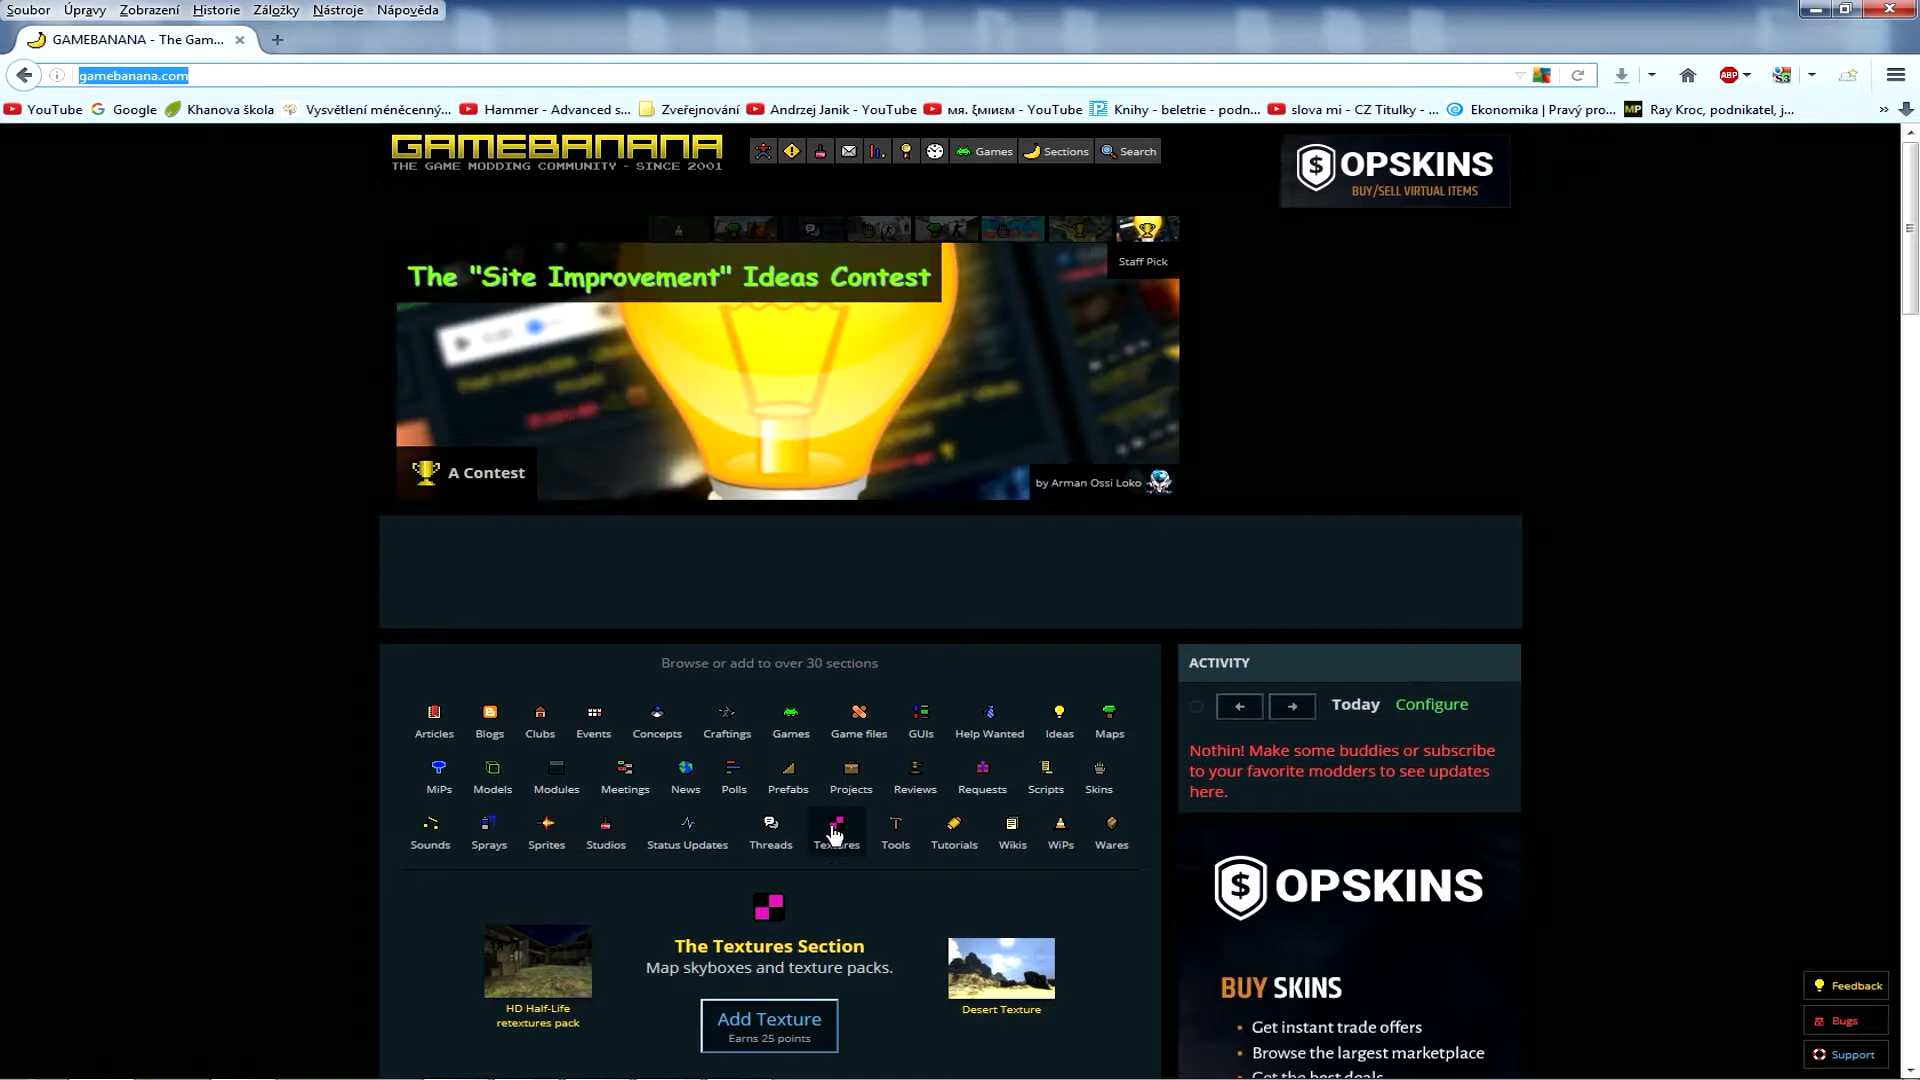 Soubor Úpravy Zobrazení Historie Záložky Nástroje Nápověda
GAMEBANANA - The Gam...
gamebanana.com
ABP
YouTube Google Khanova škola Vysvětlení méněcenný... Hammer - Advanced s... Zveřejnování Andrzej Janik - YouTube мя. ξмιιєм - YouTube Knihy - beletrie - podn... slova mi - CZ Titulky - ... Ekonomika | Pravý pro... Ray Kroc, podnikatel, j...
GAMEBANANA
THE GAME MODDING COMMUNITY - SINCE 2001
Games Sections Search
OPSKINS
BUY/SELL VIRTUAL ITEMS
The "Site Improvement" Ideas Contest
Staff Pick
A Contest
by Arman Ossi Loko
Browse or add to over 30 sections
Articles Blogs Clubs Events Concepts Craftings Games Game files GUIs Help Wanted Ideas Maps
MiPs Models Modules Meetings News Polls Prefabs Projects Reviews Requests Scripts Skins
Sounds Sprays Sprites Studios Status Updates Threads Textures Tools Tutorials Wikis WiPs Wares
The Textures Section
Map skyboxes and texture packs.
HD Half-Life
retextures pack
Desert Texture
Add Texture
Earns 25 points
ACTIVITY
Today Configure
Nothin! Make some buddies or subscribe
to your favorite modders to see updates
here.
OPSKINS
BUY SKINS
Get instant trade offers
Browse the largest marketplace
Get the best deals
Feedback
Bugs
Support